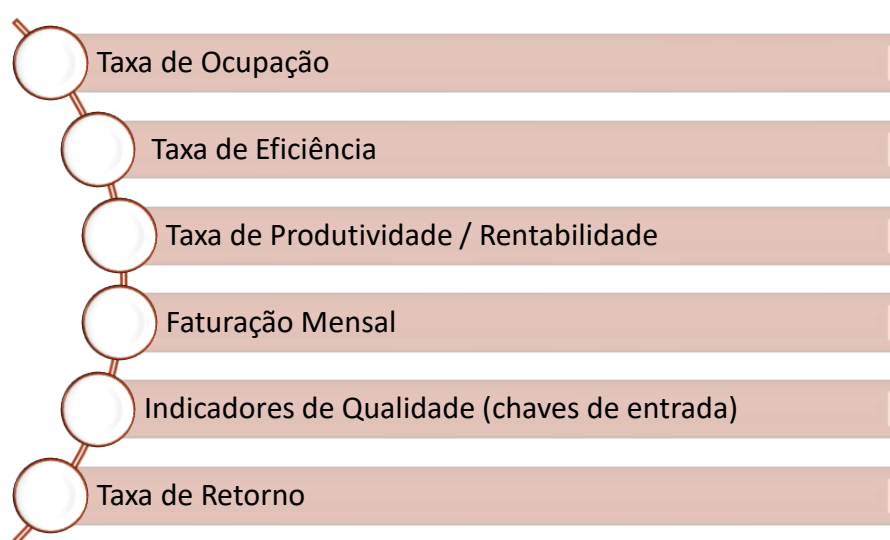 Taxa de Ocupação
Taxa de Eficiência
Taxa de Produtividade / Rentabilidade
Faturação Mensal
Indicadores de Qualidade (chaves de entrada)
Taxa de Retorno